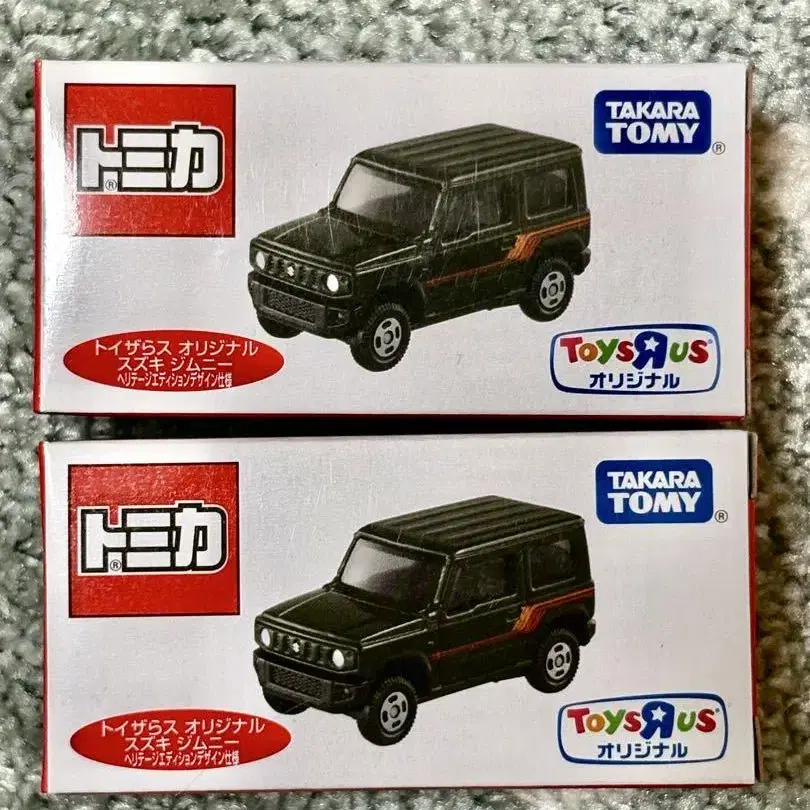 トミカ
®
TAKARA
TOMY
®
トイザらス オリジナル
スズキ ジムニー
ヘリテージエディションデザイン仕様
ToysЯus
オリジナル
トミカ
®
TAKARA
TOMY
®
トイザらス オリジナル
スズキ ジムニー
ヘリテージエディションデザイン仕様
ToysЯus
オリジナル